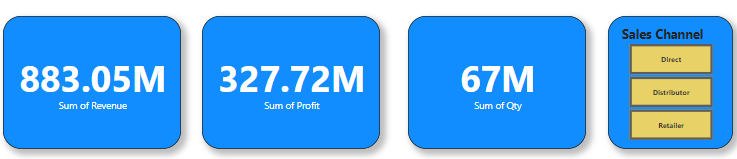 883.05M
Sum of Revenue
327.72M
Sum of Profit
67M
Sum of Qty
Sales Channel
Direct
Distributor
Retailer